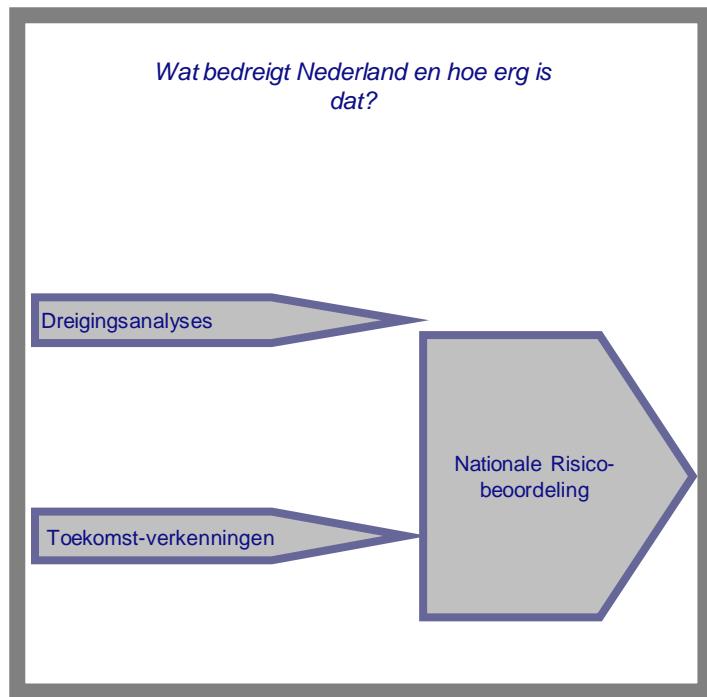 Wat bedreigt Nederland en hoe erg is
dat?
Dreigingsanalyses
Nationale Risico-
beoordeling
Toekomst-verkenningen